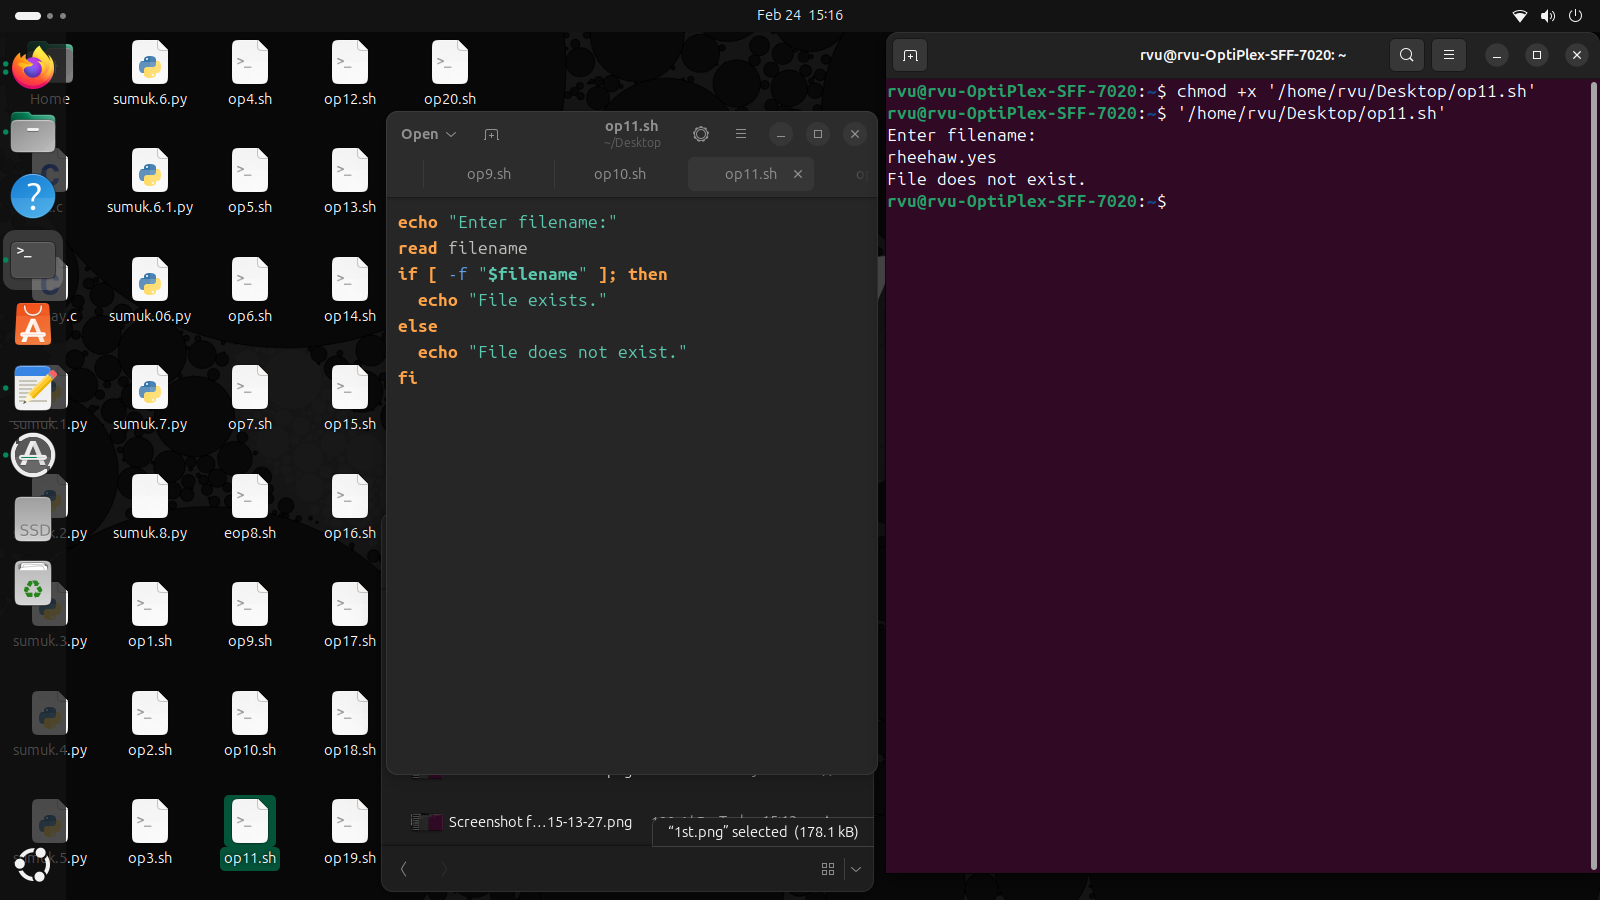 Feb 24 15:16
Home
sumuk.6.py
op4.sh
op12.sh
op20.sh
sumuk.6.1.py
op5.sh
op13.sh
sumuk.06.py
op6.sh
op14.sh
sumuk.1.py
sumuk.7.py
op7.sh
op15.sh
SSD
.2.py
sumuk.8.py
eop8.sh
op16.sh
sumuk.3.py
op1.sh
op9.sh
op17.sh
sumuk.4.py
op2.sh
op10.sh
op18.sh
.5.py
op3.sh
op11.sh
op19.sh
Open
op11.sh
~/Desktop
op9.sh
op10.sh
op11.sh
echo "Enter filename:"
read filename
if [ -f "$filename" ]; then
echo "File exists."
else
echo "File does not exist."
fi
Screenshot f…15-13-27.png
“1st.png” selected (178.1 kB)
rvu@rvu-OptiPlex-SFF-7020: ~
rvu@rvu-OptiPlex-SFF-7020:~$ chmod +x '/home/rvu/Desktop/op11.sh'
rvu@rvu-OptiPlex-SFF-7020:~$ '/home/rvu/Desktop/op11.sh'
Enter filename:
rheehaw.yes
File does not exist.
rvu@rvu-OptiPlex-SFF-7020:~$